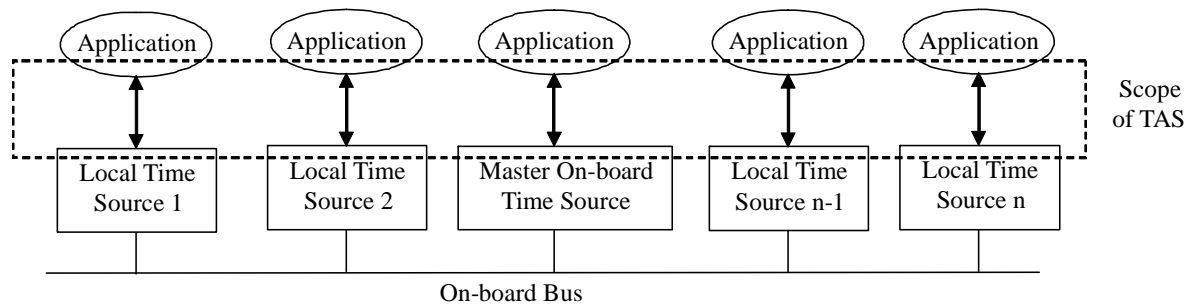 Application
Application
Application
Application
Application
Scope
of TAS
Local Time
Source 1
Local Time
Source 2
Master On-board
Time Source
Local Time
Source n-1
Local Time
Source n
On-board Bus